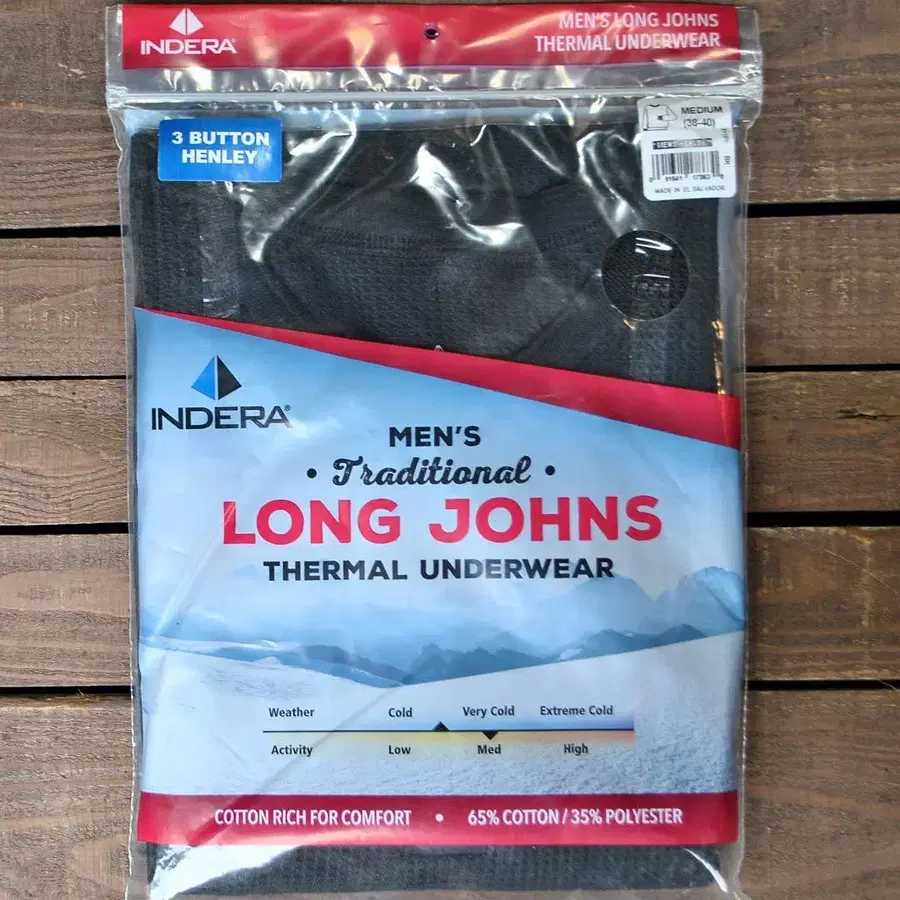 INDERA®
MEN'S LONG JOHNS
THERMAL UNDERWEAR
3 BUTTON
HENLEY
MEDIUM
(38-40)
MADE IN EL SALVADOR
INDERA®
MEN'S
• Traditional •
LONG JOHNS
THERMAL UNDERWEAR
Weather Cold Very Cold Extreme Cold
Activity Low Med High
COTTON RICH FOR COMFORT • 65% COTTON / 35% POLYESTER